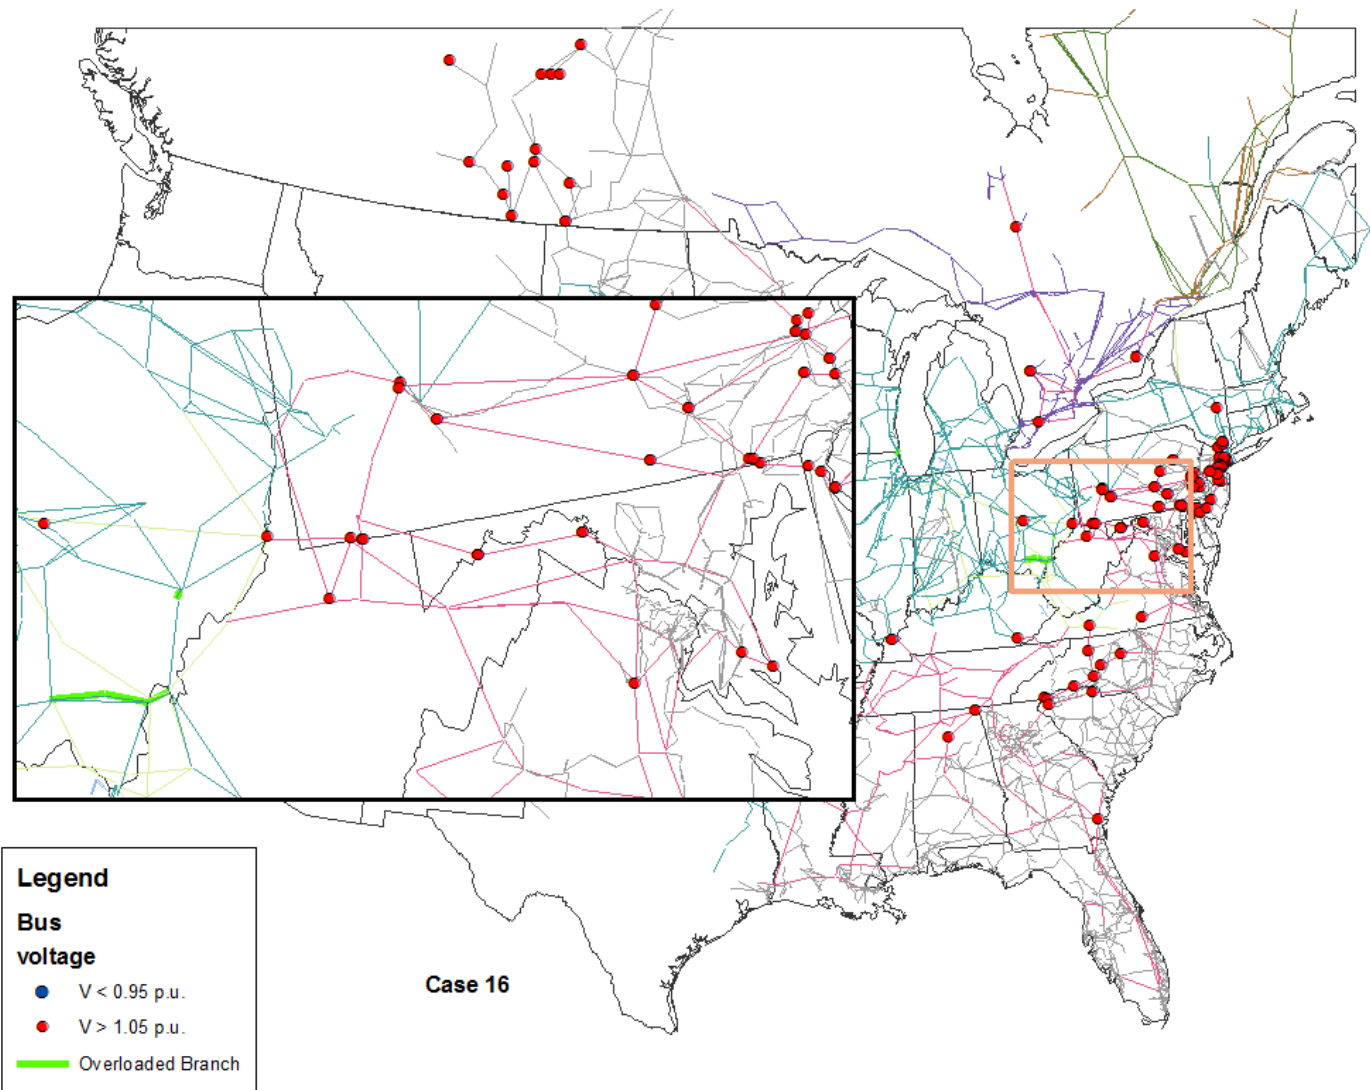 Case 16
Legend
Bus
voltage
V < 0.95 p.u.
V > 1.05 p.u.
Overloaded Branch